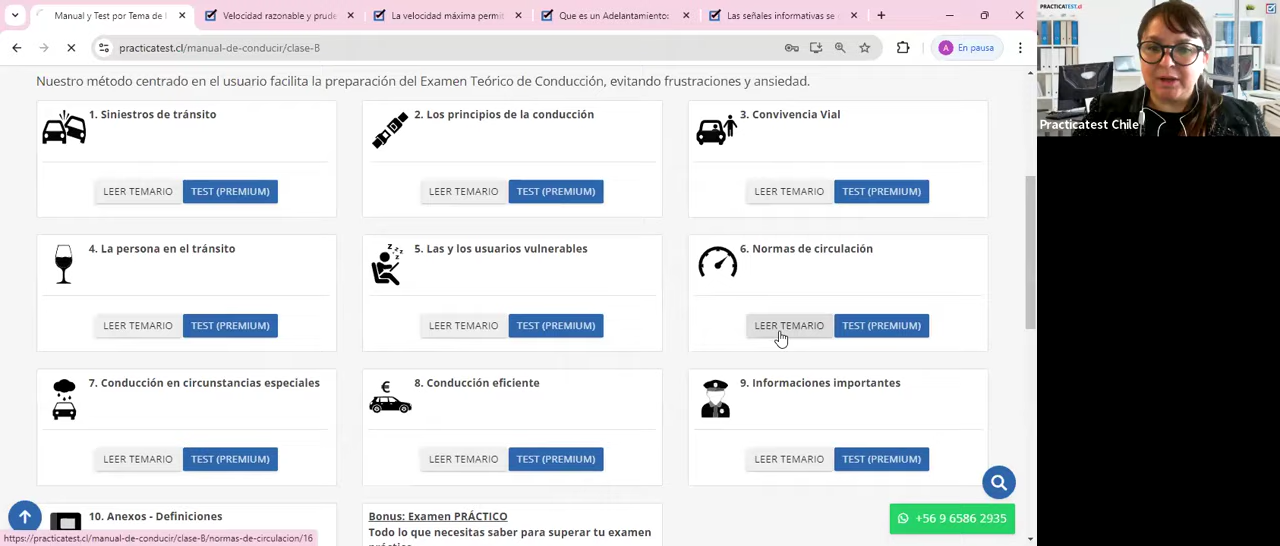 Manual y Test por Tema de l
Velocidad razonable y prude
La velocidad máxima permit
Que es un Adelantamiento:
Las señales informativas se
practicatest.cl/manual-de-conducir/clase-B
A
En pausa
PRACTICATEST.cl
Practicatest Chile
Nuestro método centrado en el usuario facilita la preparación del Examen Teórico de Conducción, evitando frustraciones y ansiedad.
1. Siniestros de tránsito
LEER TEMARIO
TEST (PREMIUM)
2. Los principios de la conducción
LEER TEMARIO
TEST (PREMIUM)
3. Convivencia Vial
LEER TEMARIO
TEST (PREMIUM)
4. La persona en el tránsito
LEER TEMARIO
TEST (PREMIUM)
5. Las y los usuarios vulnerables
z z z
LEER TEMARIO
TEST (PREMIUM)
6. Normas de circulación
LEER TEMARIO
TEST (PREMIUM)
7. Conducción en circunstancias especiales
LEER TEMARIO
TEST (PREMIUM)
8. Conducción eficiente
€
LEER TEMARIO
TEST (PREMIUM)
9. Informaciones importantes
LEER TEMARIO
TEST (PREMIUM)
10. Anexos - Definiciones
Bonus: Examen PRÁCTICO
Todo lo que necesitas saber para superar tu examen
+56 9 6586 2935
https://practicatest.cl/manual-de-conducir/clase-B/normas-de-circulacion/16